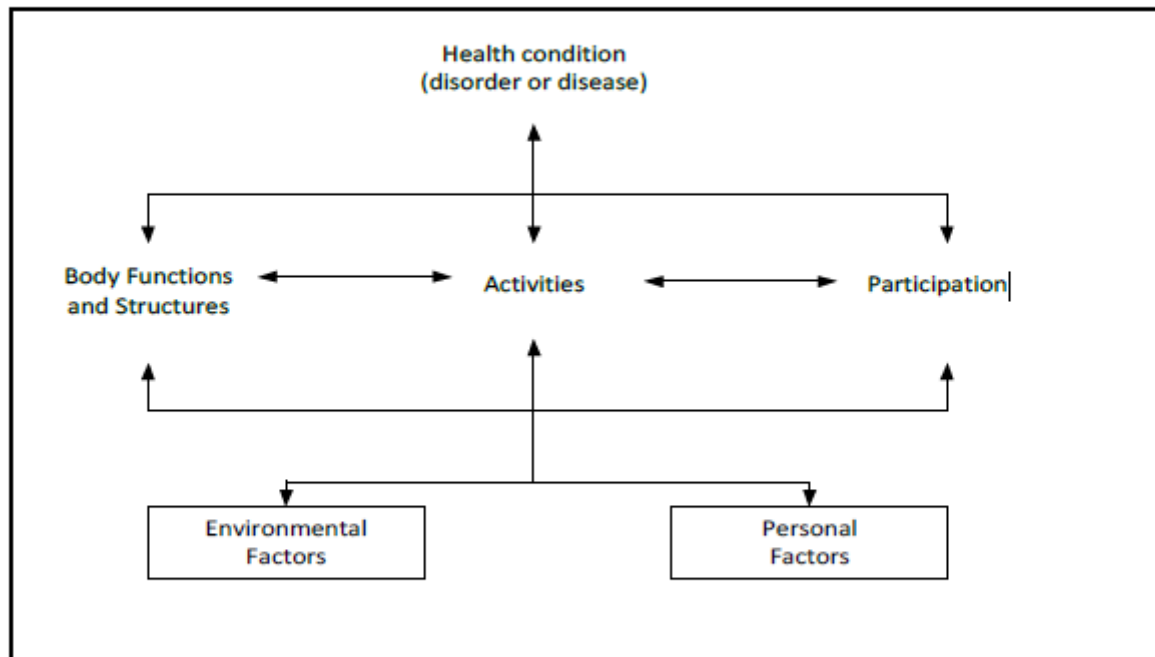 Health condition
(disorder or disease)
Body Functions
and Structures
Activities
Participation
Environmental
Factors
Personal
Factors